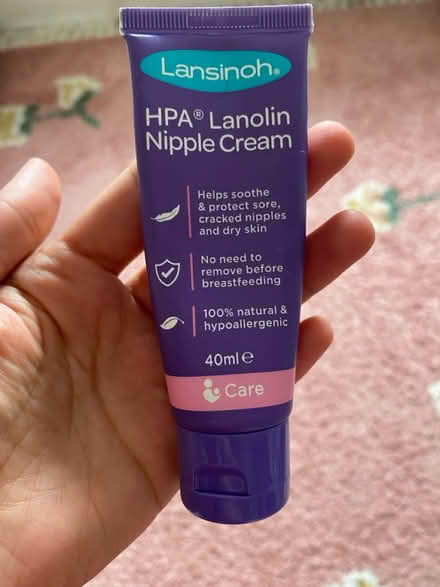 Lansinoh®
HPA® Lanolin
Nipple Cream
Helps soothe
& protect sore,
cracked nipples
and dry skin
No need to
remove before
breastfeeding
100% natural &
hypoallergenic
40ml ℮
Care